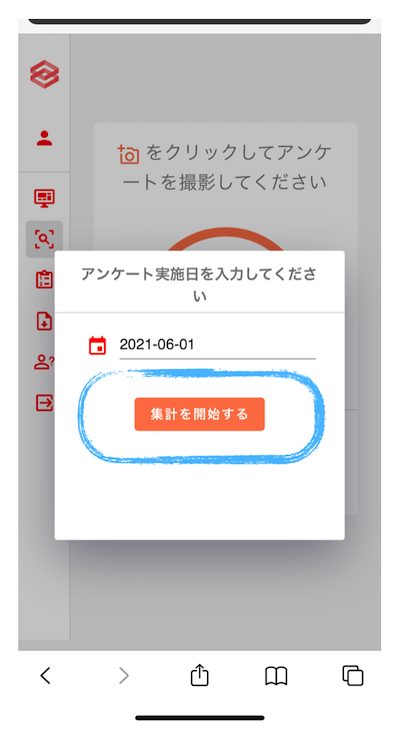 をクリックしてアンケ
ートを撮影してください
アンケート実施日を入力してくださ
い
2021-06-01
集計を開始する